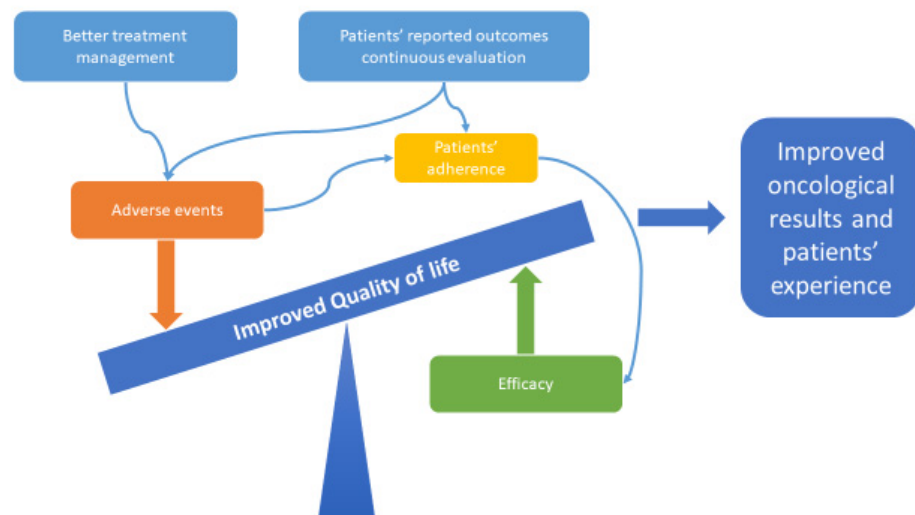 Better treatment
management
Patients' reported outcomes
continuous evaluation
Patients'
adherence
Adverse events
Improved Quality of life
Efficacy
Improved
oncological
results and
patients'
experience